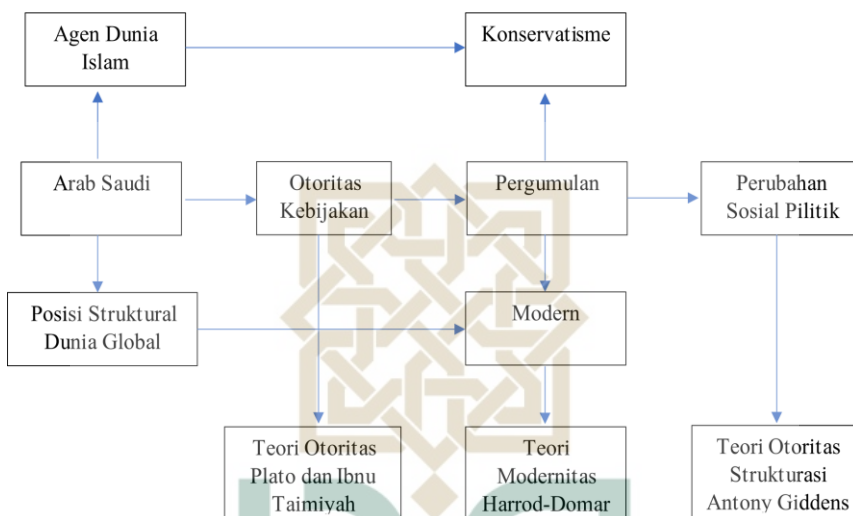 Agen Dunia
Islam
Konservatisme
Arab Saudi
Otoritas
Kebijakan
Pergumulan
Perubahan
Sosial Pilitik
Posisi Struktural
Dunia Global
Modern
Teori Otoritas
Plato dan Ibnu
Taimiyah
Teori
Modernitas
Harrod-Domar
Teori Otoritas
Strukturasi
Antony Giddens